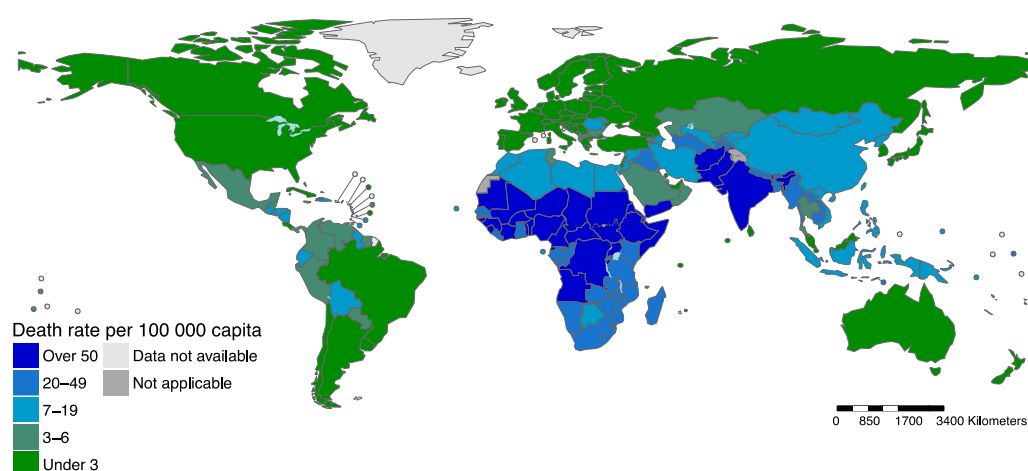 Death rate per 100 000 capita
Over 50 Data not available
20–49 Not applicable
7–19
3–6
Under 3
0 850 1700 3400 Kilometers